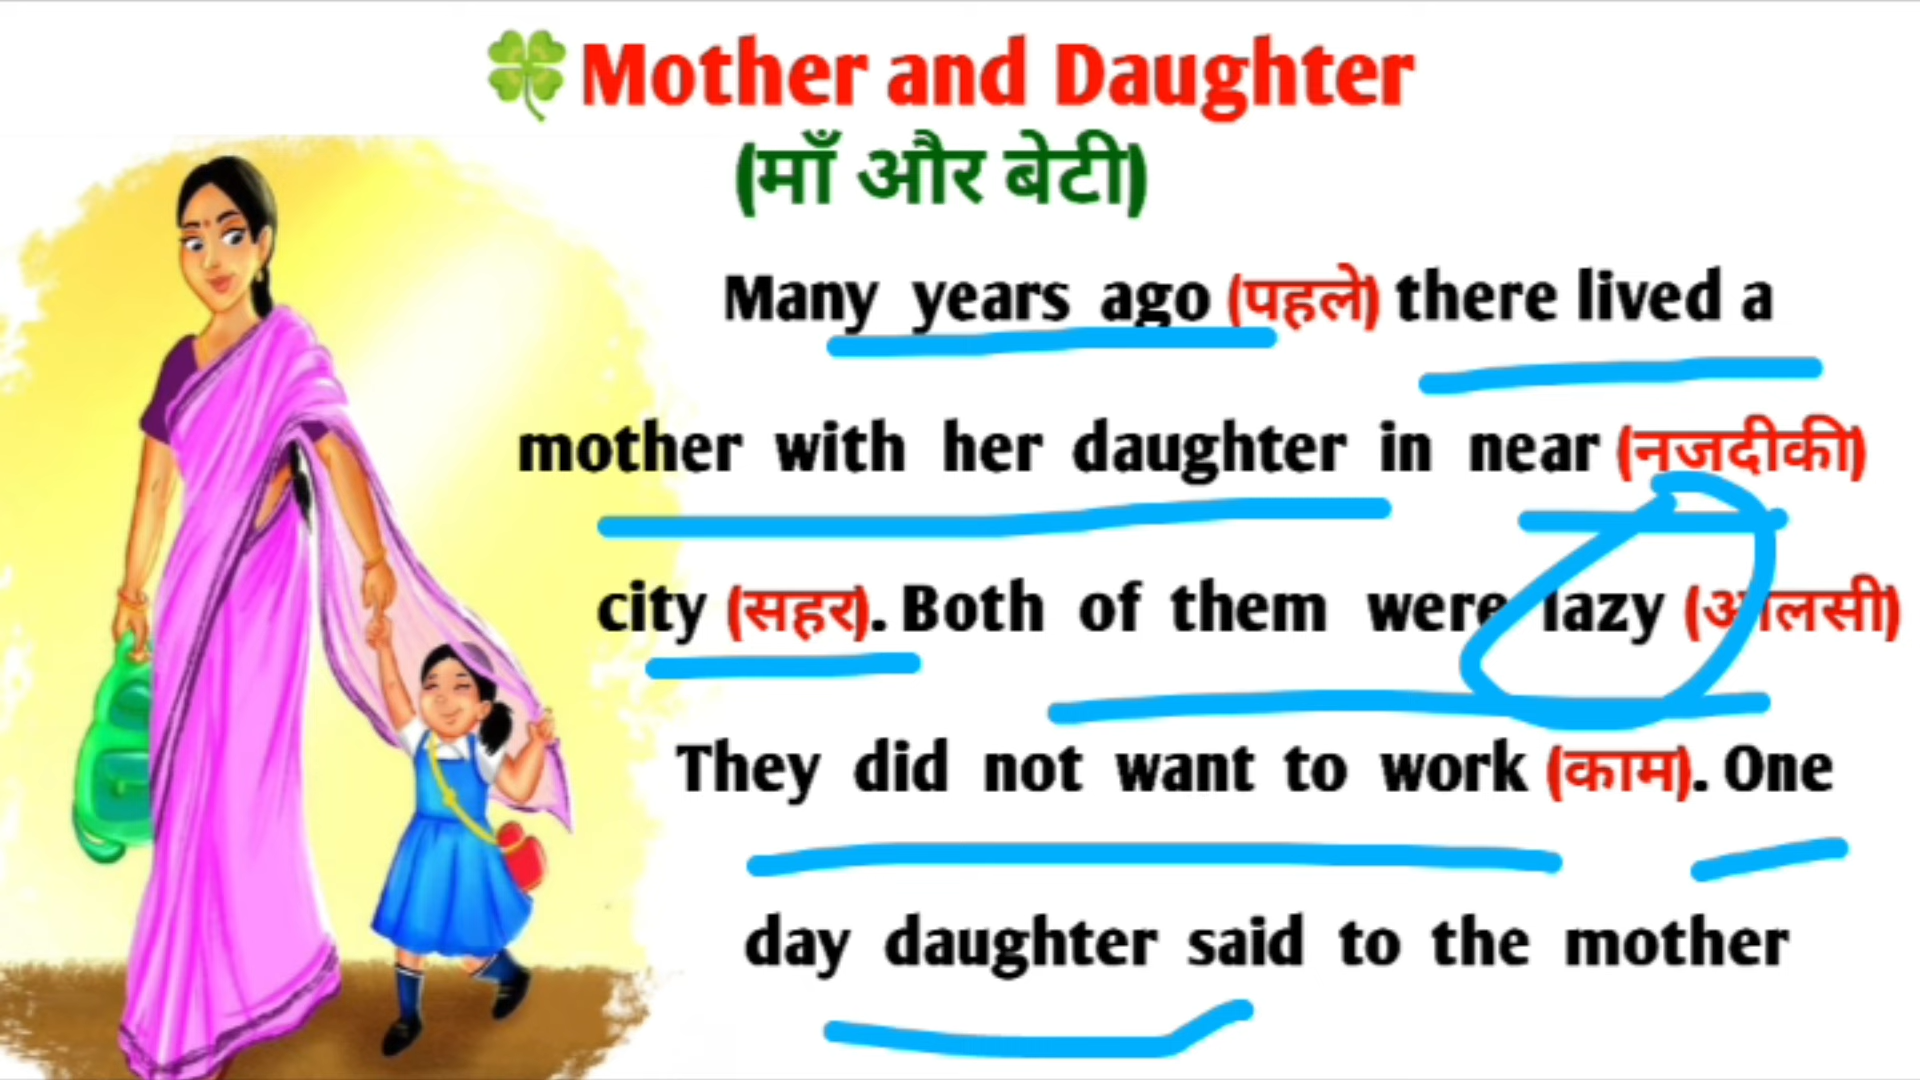 Mother and Daughter
(माँ और बेटी)
Many years ago (पहले) there lived a
mother with her daughter in near (नजदीकी)
city (सहर). Both of them were lazy (आलसी)
They did not want to work (काम). One
day daughter said to the mother